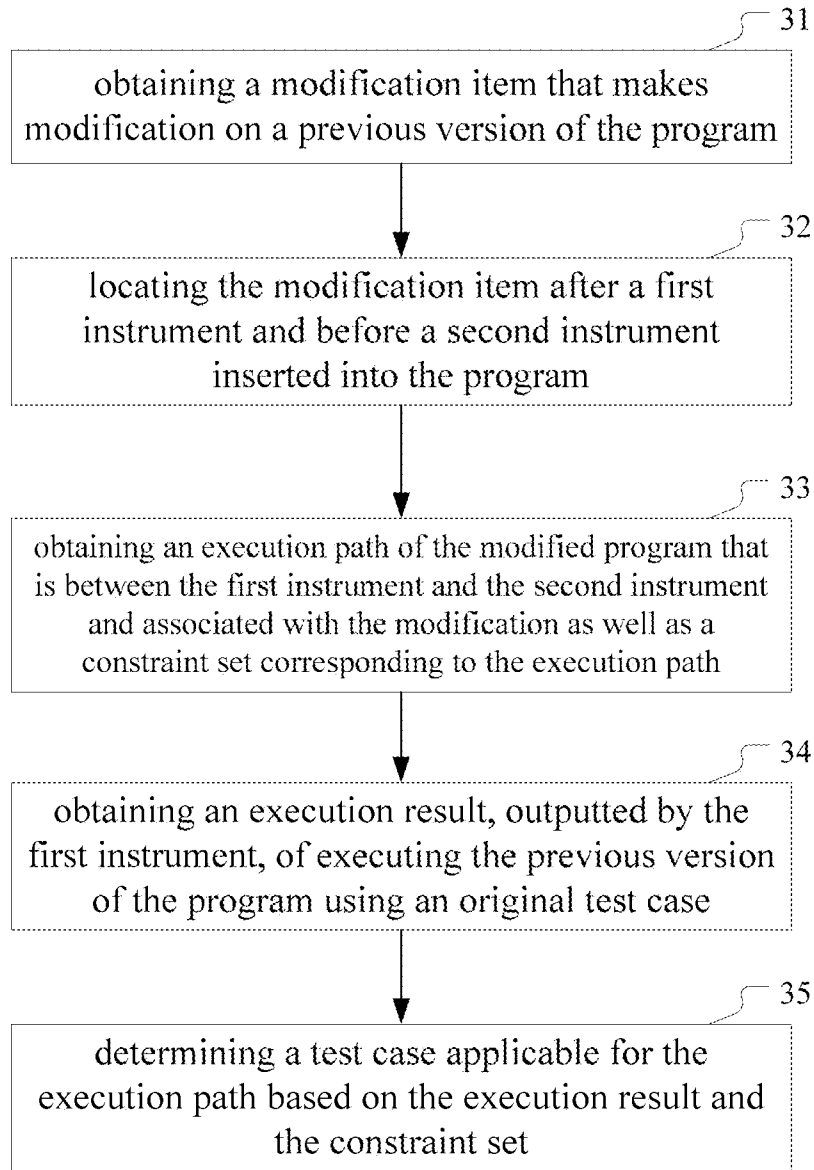 31
obtaining a modification item that makes
modification on a previous version of the program
32
locating the modification item after a first
instrument and before a second instrument
inserted into the program
33
obtaining an execution path of the modified program that
is between the first instrument and the second instrument
and associated with the modification as well as a
constraint set corresponding to the execution path
34
obtaining an execution result, outputted by the
first instrument, of executing the previous version
of the program using an original test case
35
determining a test case applicable for the
execution path based on the execution result and
the constraint set